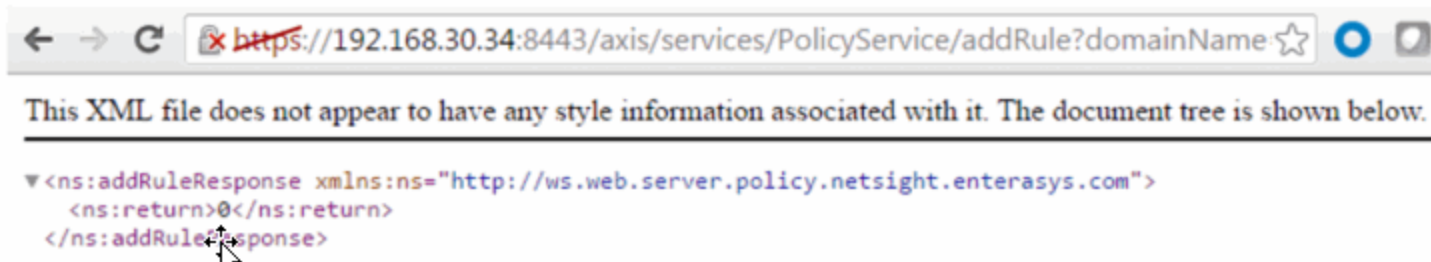 https://192.168.30.34:8443/axis/services/PolicyService/addRule?domainName
This XML file does not appear to have any style information associated with it. The document tree is shown below.
▼<ns:addRuleResponse xmlns:ns="http://ws.web.server.policy.netsight.enterasys.com">
<ns:return>0</ns:return>
</ns:addRuleResponse>